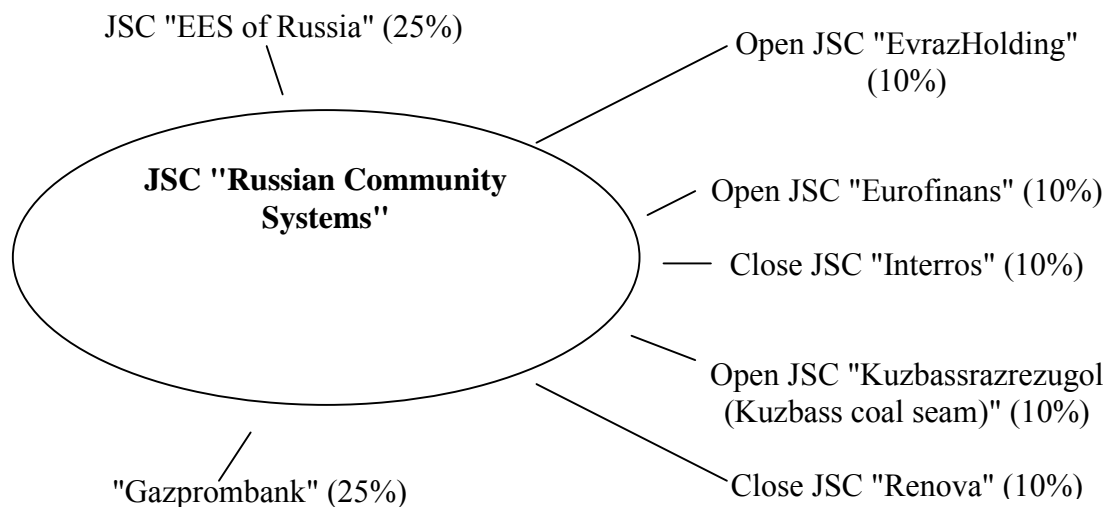 JSC "EES of Russia" (25%)
Open JSC "EvrazHolding"
(10%)
JSC "Russian Community
Systems"
Open JSC "Eurofinans" (10%)
Close JSC "Interros" (10%)
Open JSC "Kuzbassrazrezugol
(Kuzbass coal seam)" (10%)
"Gazprombank" (25%)
Close JSC "Renova" (10%)